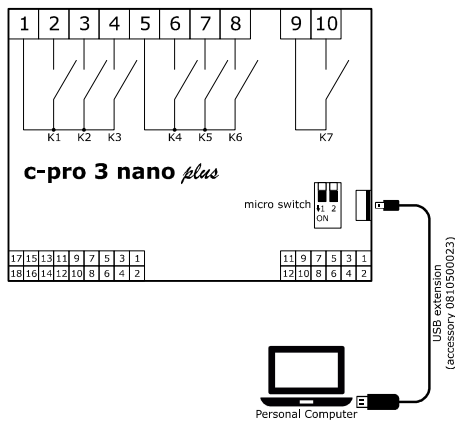 1 2 3 4 5 6 7 8 9 10
K1 K2 K3 K4 K5 K6 K7
c-pro 3 nano plus
micro switch
1 2
ON
17 15 13 11 9 7 5 3 1 11 9 7 5 3 1
18 16 14 12 10 8 6 4 2 12 10 8 6 4 2
USB extension
(accessory 0810500023)
Personal Computer